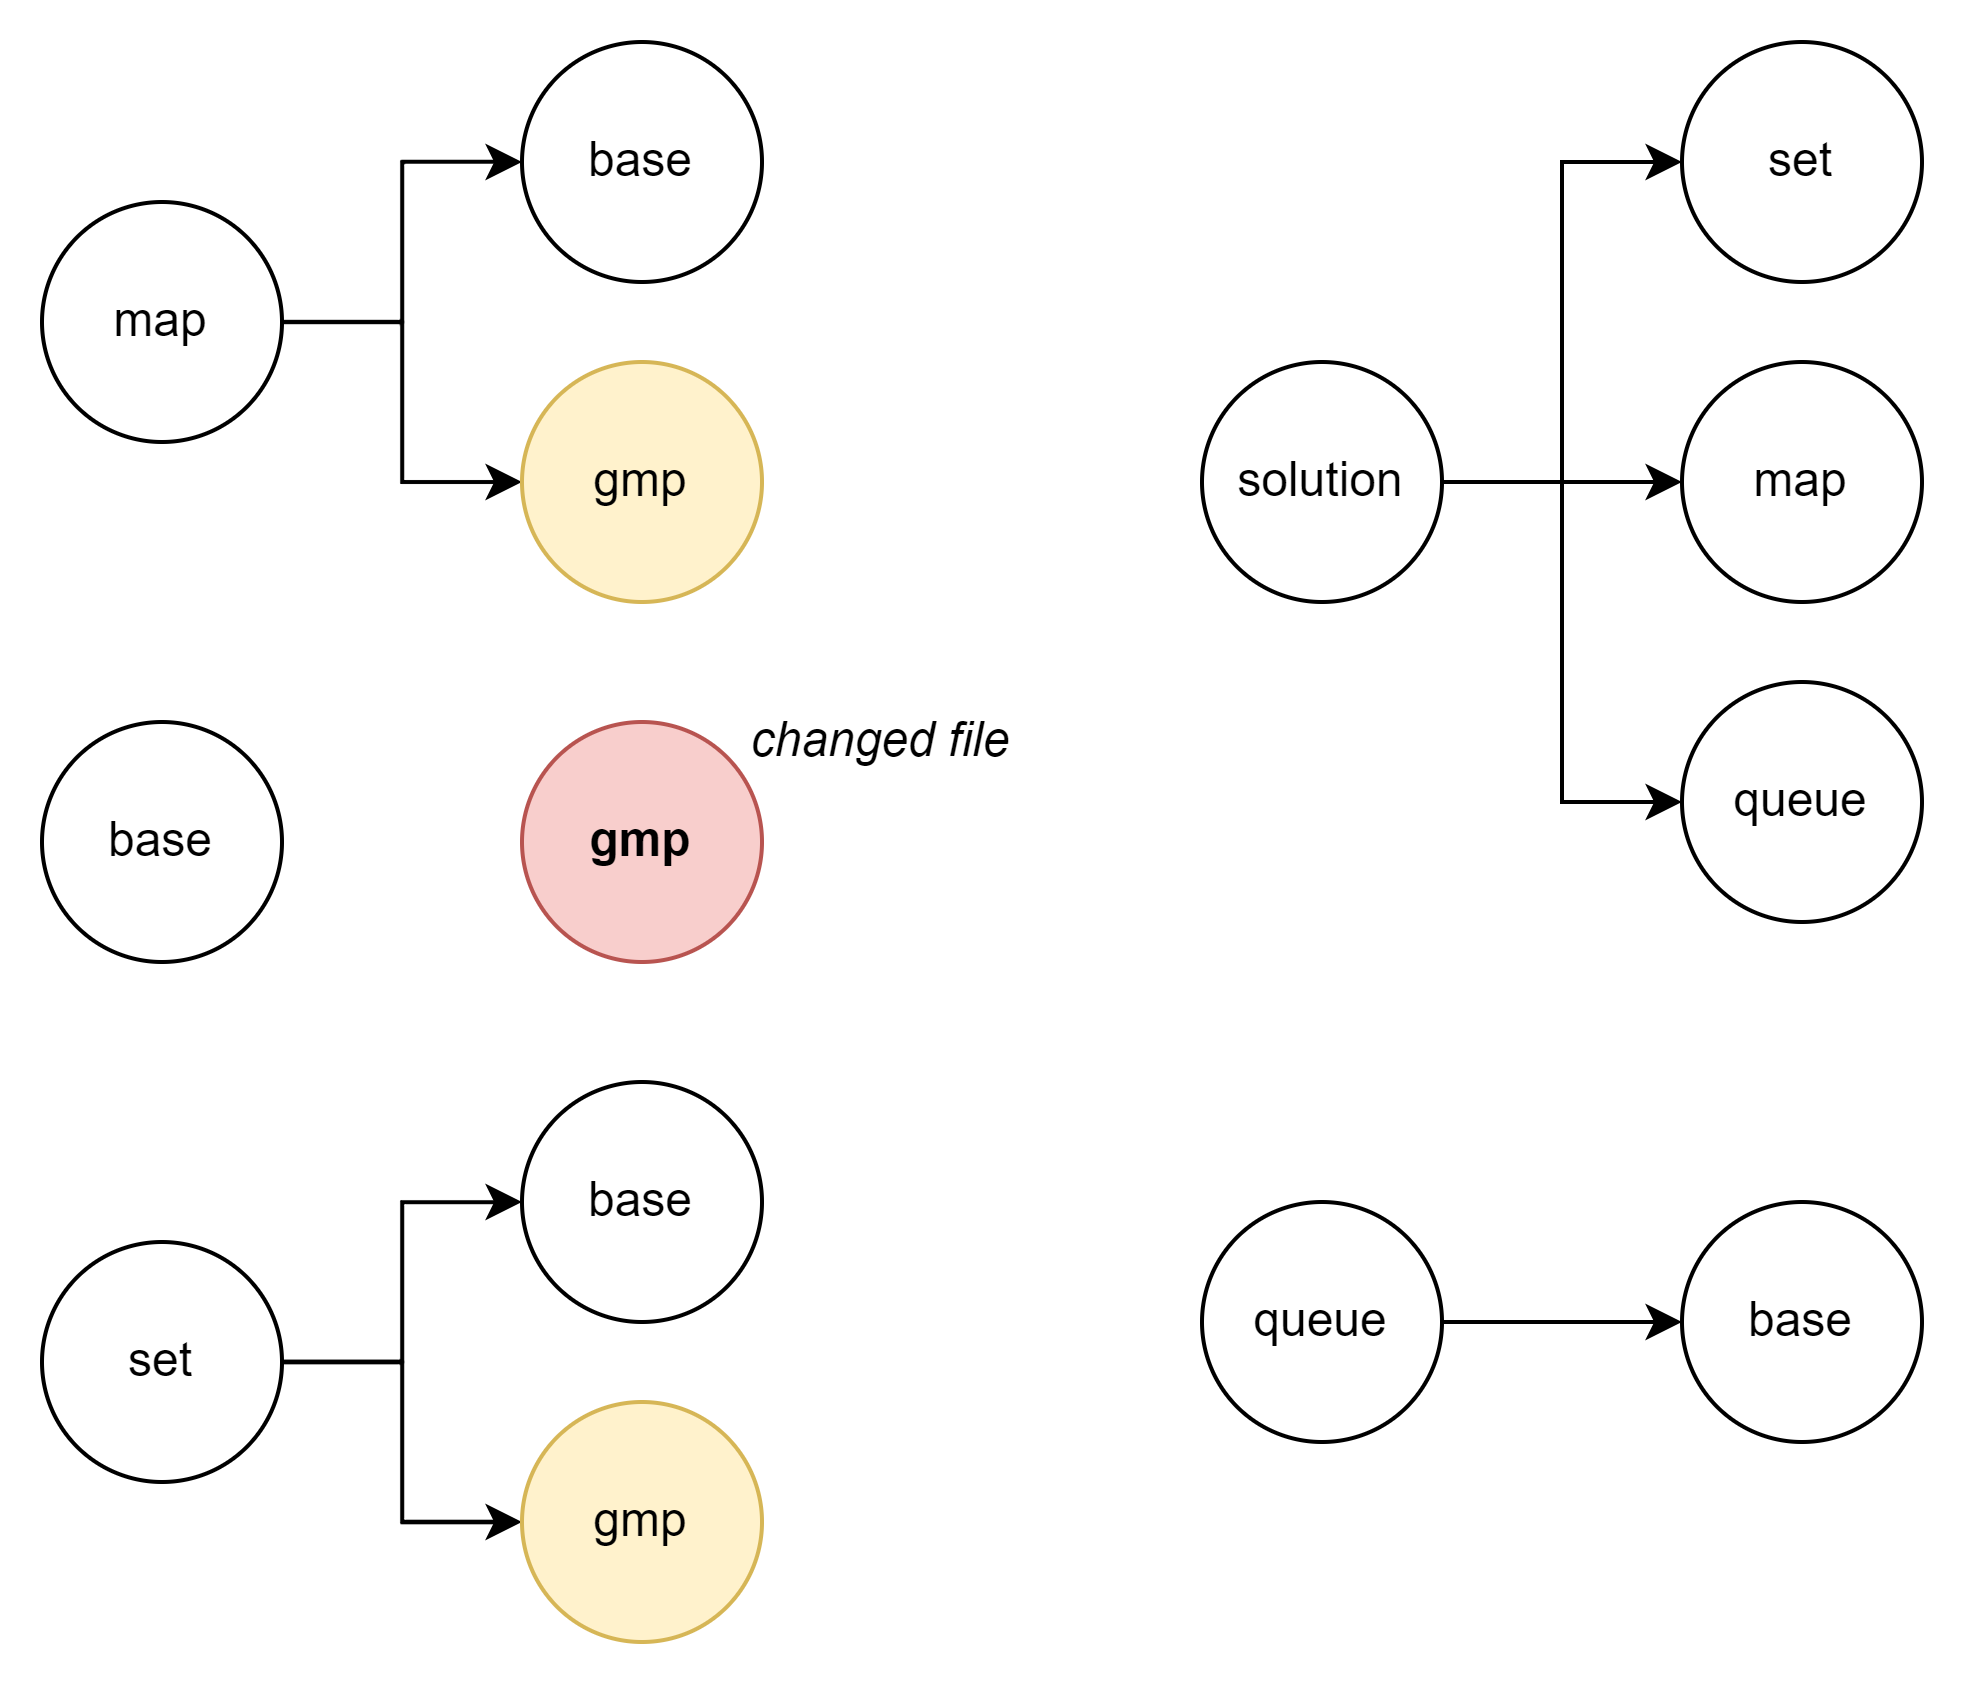 base
map
gmp
base
gmp
changed file
base
set
gmp
set
solution
map
queue
queue
base